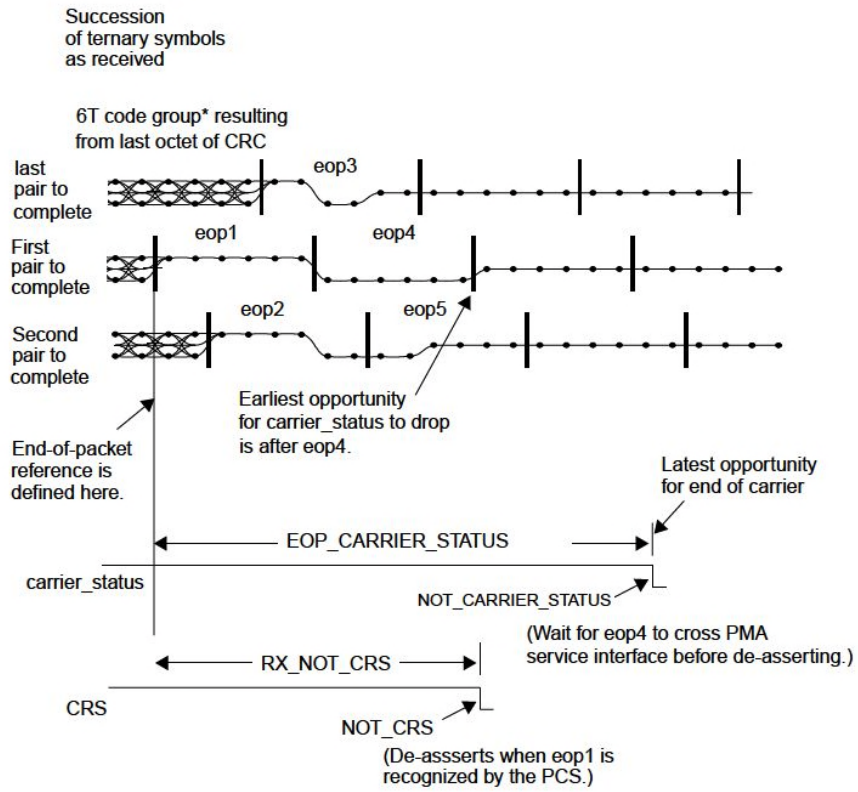 Succession
of ternary symbols
as received
6T code group* resulting
from last octet of CRC
last
pair to
complete
eop3
First
pair to
complete
eop1
eop4
Second
pair to
complete
eop2
eop5
Earliest opportunity
for carrier_status to drop
is after eop4.
End-of-packet
reference is
defined here.
Latest opportunity
for end of carrier
EOP_CARRIER_STATUS
carrier_status
NOT_CARRIER_STATUS
(Wait for eop4 to cross PMA
service interface before de-asserting.)
RX_NOT_CRS
CRS
NOT_CRS
(De-assserts when eop1 is
recognized by the PCS.)